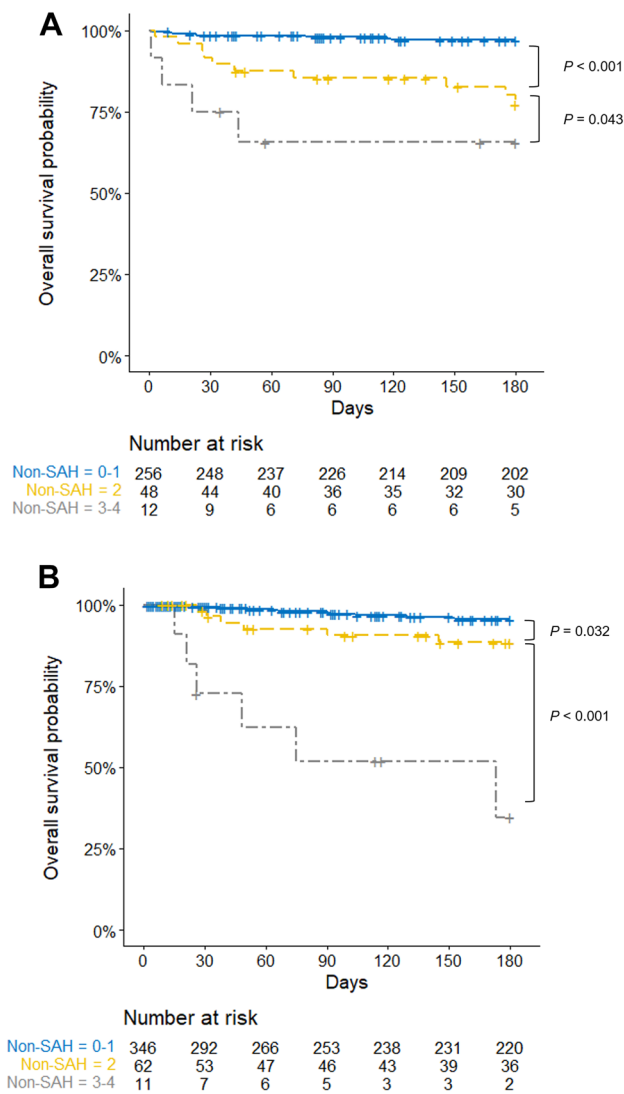 A
100%
75%
50%
25%
0%
Overall survival probability
P < 0.001
P = 0.043
0 30 60 90 120 150 180
Days
Number at risk
Non-SAH = 0-1 256 248 237 226 214 209 202
Non-SAH = 2 48 44 40 36 35 32 30
Non-SAH = 3-4 12 9 6 6 6 6 5
B
100%
75%
50%
25%
0%
Overall survival probability
P = 0.032
P < 0.001
0 30 60 90 120 150 180
Days
Number at risk
Non-SAH = 0-1 346 292 266 253 238 231 220
Non-SAH = 2 62 53 47 46 43 39 36
Non-SAH = 3-4 11 7 6 5 3 3 2